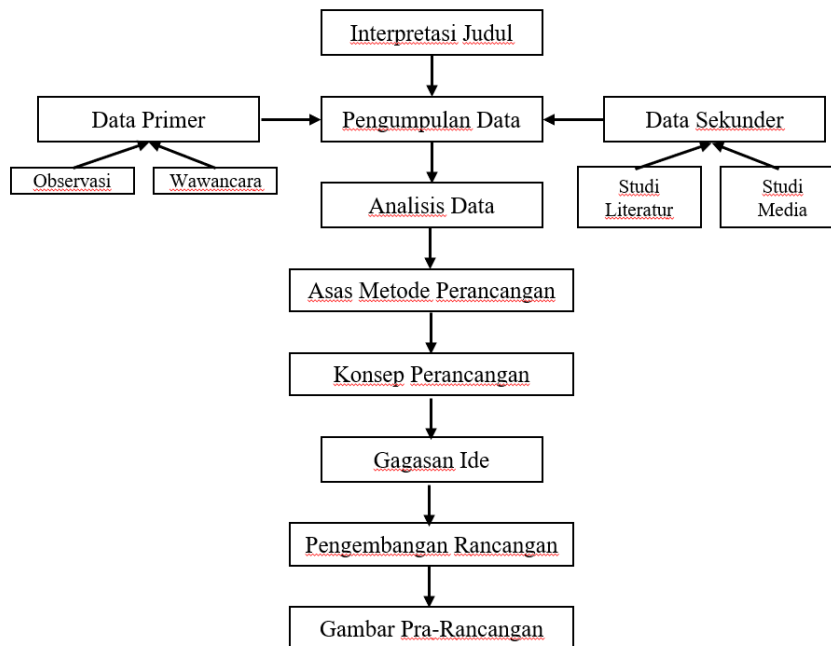 Interpretasi Judul
Data Primer
Pengumpulan Data
Data Sekunder
Observasi
Wawancara
Studi
Literatur
Studi
Media
Analisis Data
Asas Metode Perancangan
Konsep Perancangan
Gagasan Ide
Pengembangan Rancangan
Gambar Pra-Rancangan